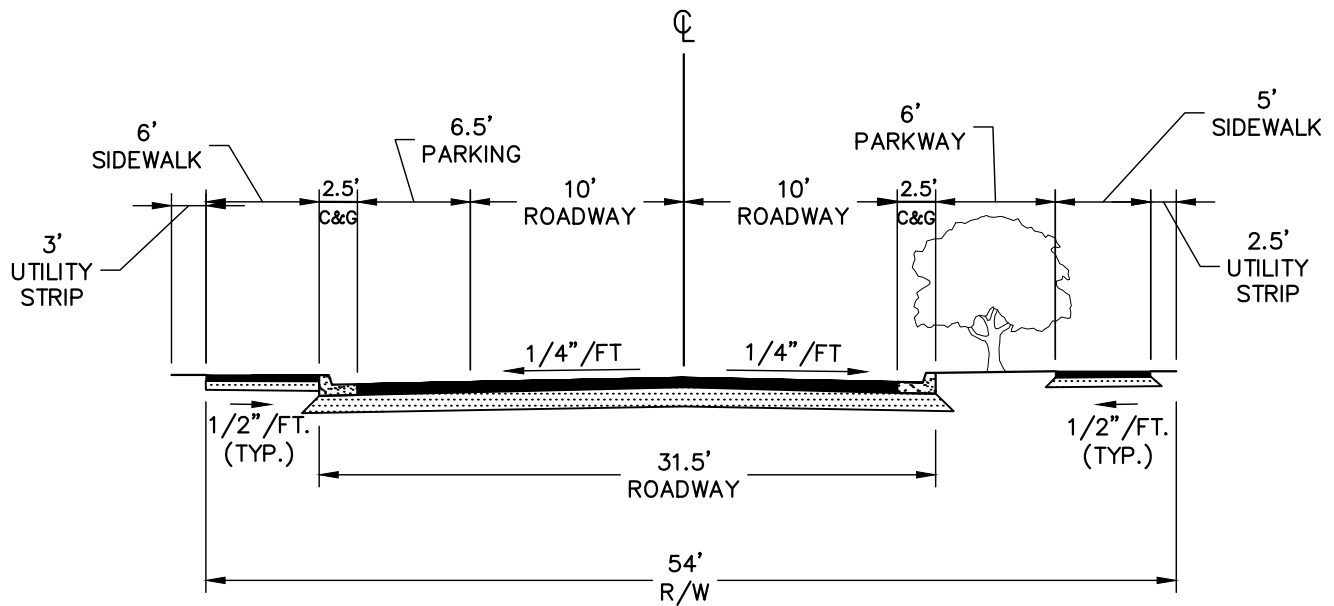 ℄
6'
SIDEWALK
6.5'
PARKING
6'
PARKWAY
5'
SIDEWALK
2.5'
C&G
10'
ROADWAY
10'
ROADWAY
2.5'
C&G
3'
UTILITY
STRIP
2.5'
UTILITY
STRIP
1/4”/FT
1/4”/FT
1/2”/FT.
(TYP.)
1/2”/FT.
(TYP.)
31.5'
ROADWAY
54'
R/W